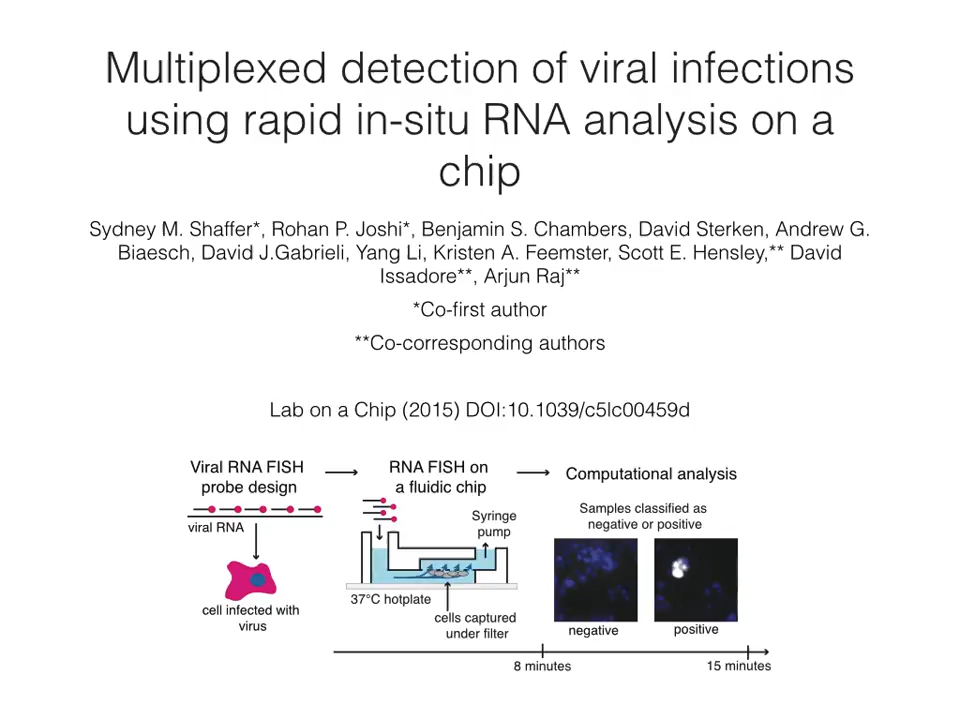 Multiplexed detection of viral infections
using rapid in-situ RNA analysis on a
chip
Sydney M. Shaffer*, Rohan P. Joshi*, Benjamin S. Chambers, David Sterken, Andrew G.
Biaesch, David J.Gabrieli, Yang Li, Kristen A. Feemster, Scott E. Hensley,** David
Issadore**, Arjun Raj**
*Co-first author
**Co-corresponding authors
Lab on a Chip (2015) DOI:10.1039/c5lc00459d
Viral RNA FISH
probe design
viral RNA
cell infected with
virus
RNA FISH on
a fluidic chip
Syringe
pump
37°C hotplate
cells captured
under filter
Computational analysis
Samples classified as
negative or positive
negative
positive
8 minutes
15 minutes